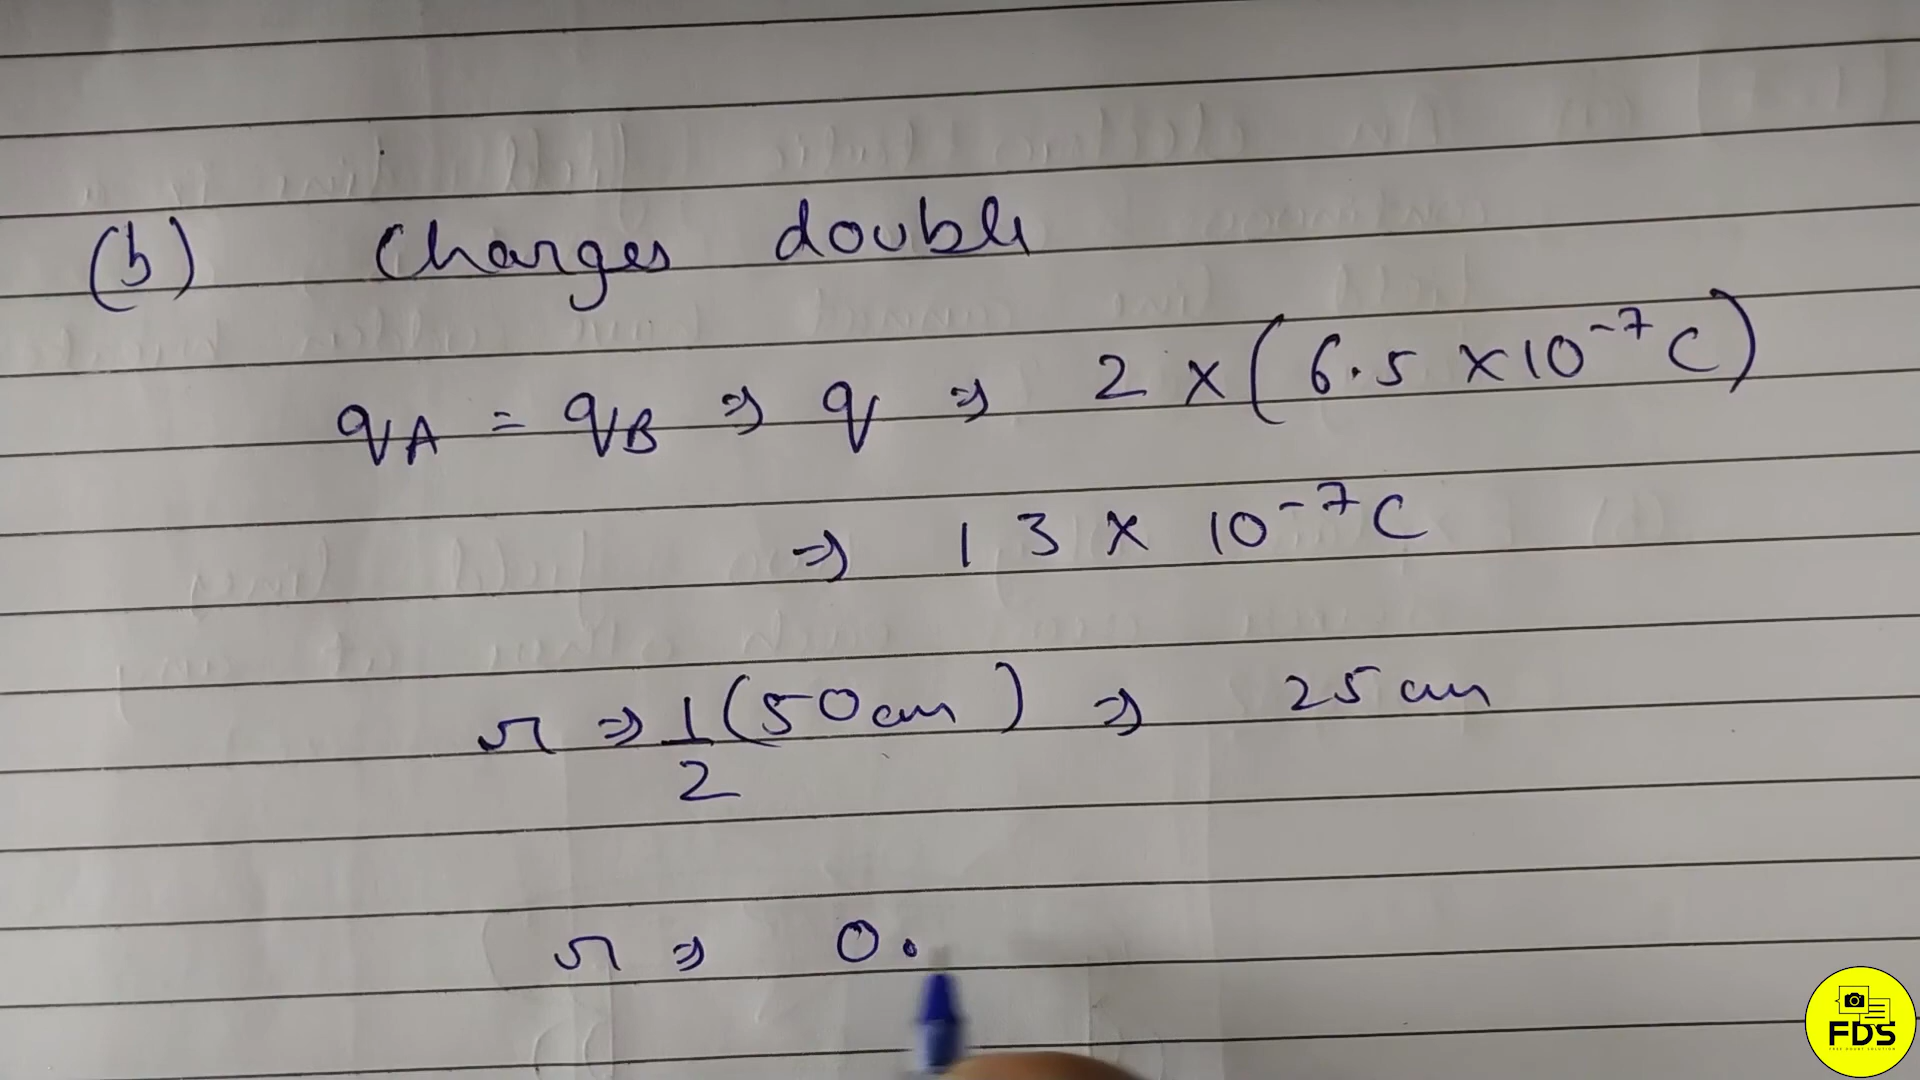 (b) Charges double
qA = qB ⇒ q ⇒ 2 × (6.5 × 10⁻⁷ C)
⇒ 13 × 10⁻⁷ C
r ⇒ 1/2 (50 cm) ⇒ 25 cm
r ⇒ 0.
FDS